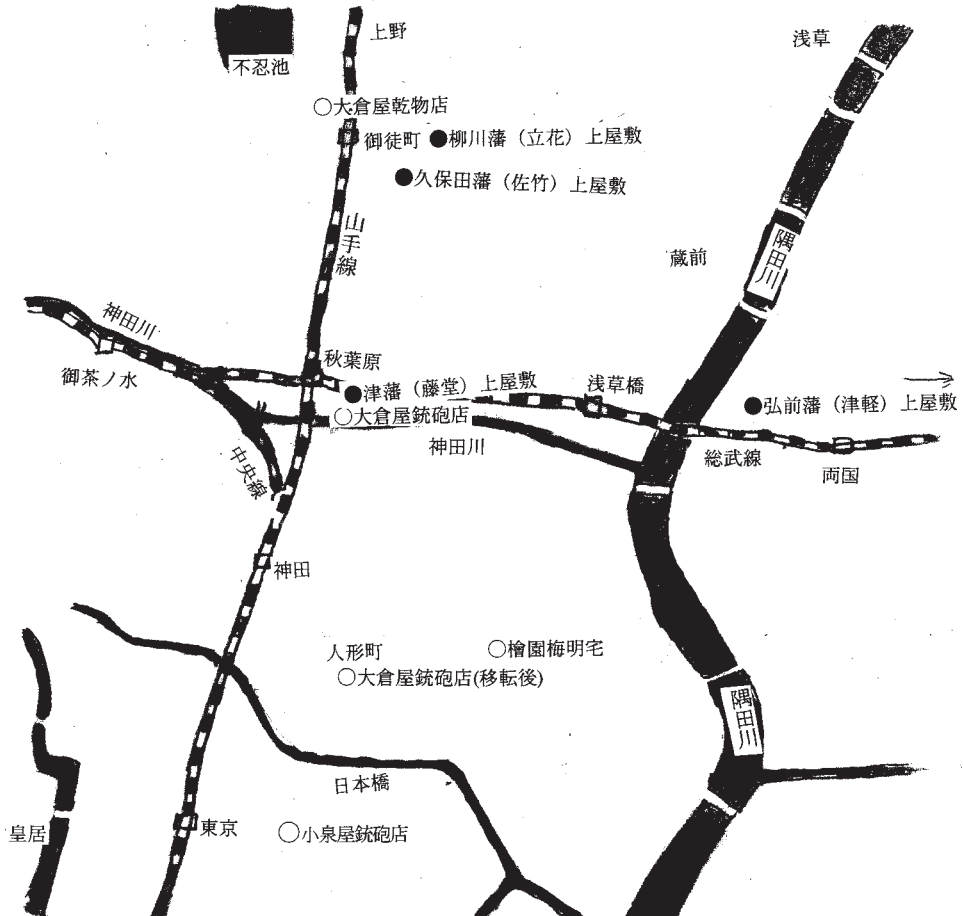 上野
浅草
不忍池
○大倉屋乾物店
御徒町
●柳川藩（立花）上屋敷
●久保田藩（佐竹）上屋敷
山手線
隅田川
蔵前
神田川
御茶ノ水
秋葉原
●津藩（藤堂）上屋敷
浅草橋
●弘前藩（津軽）上屋敷
○大倉屋銃砲店
神田川
総武線
両国
中央線
神田
人形町
○檜園梅明宅
○大倉屋銃砲店(移転後)
隅田川
日本橋
皇居
東京
○小泉屋銃砲店